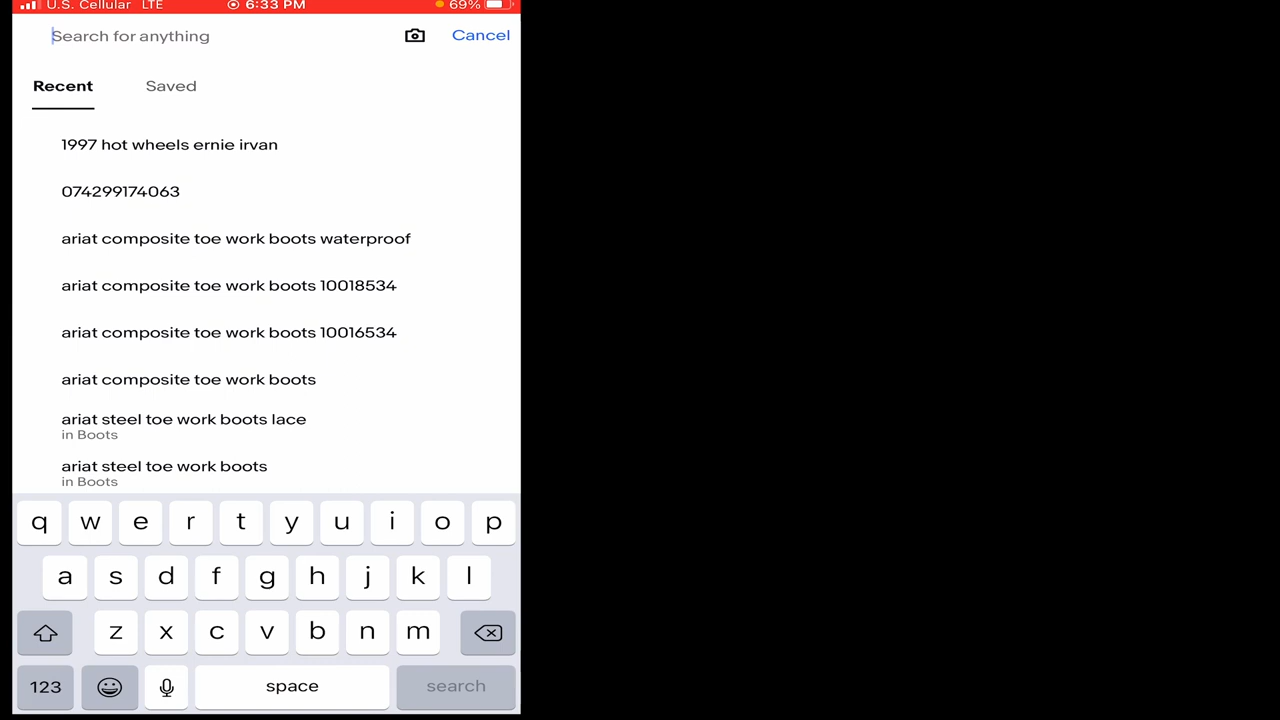 U.S. Cellular LTE 6:33 PM 69%
Search for anything Cancel
Recent Saved
1997 hot wheels ernie irvan
074299174063
ariat composite toe work boots waterproof
ariat composite toe work boots 10018534
ariat composite toe work boots 10016534
ariat composite toe work boots
ariat steel toe work boots lace
in Boots
ariat steel toe work boots
in Boots
q w e r t y u i o p
a s d f g h j k l
z x c v b n m
123 space search